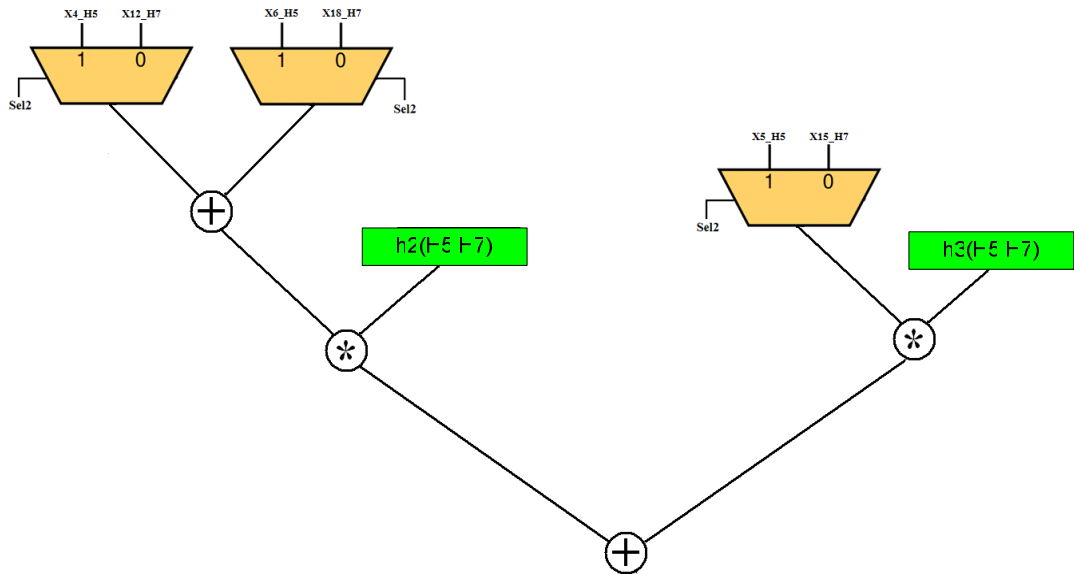 X4_H5 X12_H7 X6_H5 X18_H7
1 0 1 0
Sel2 Sel2
X5_H5 X15_H7
1 0
Sel2
+
h2(H5 H7) h3(H5 H7)
* *
+